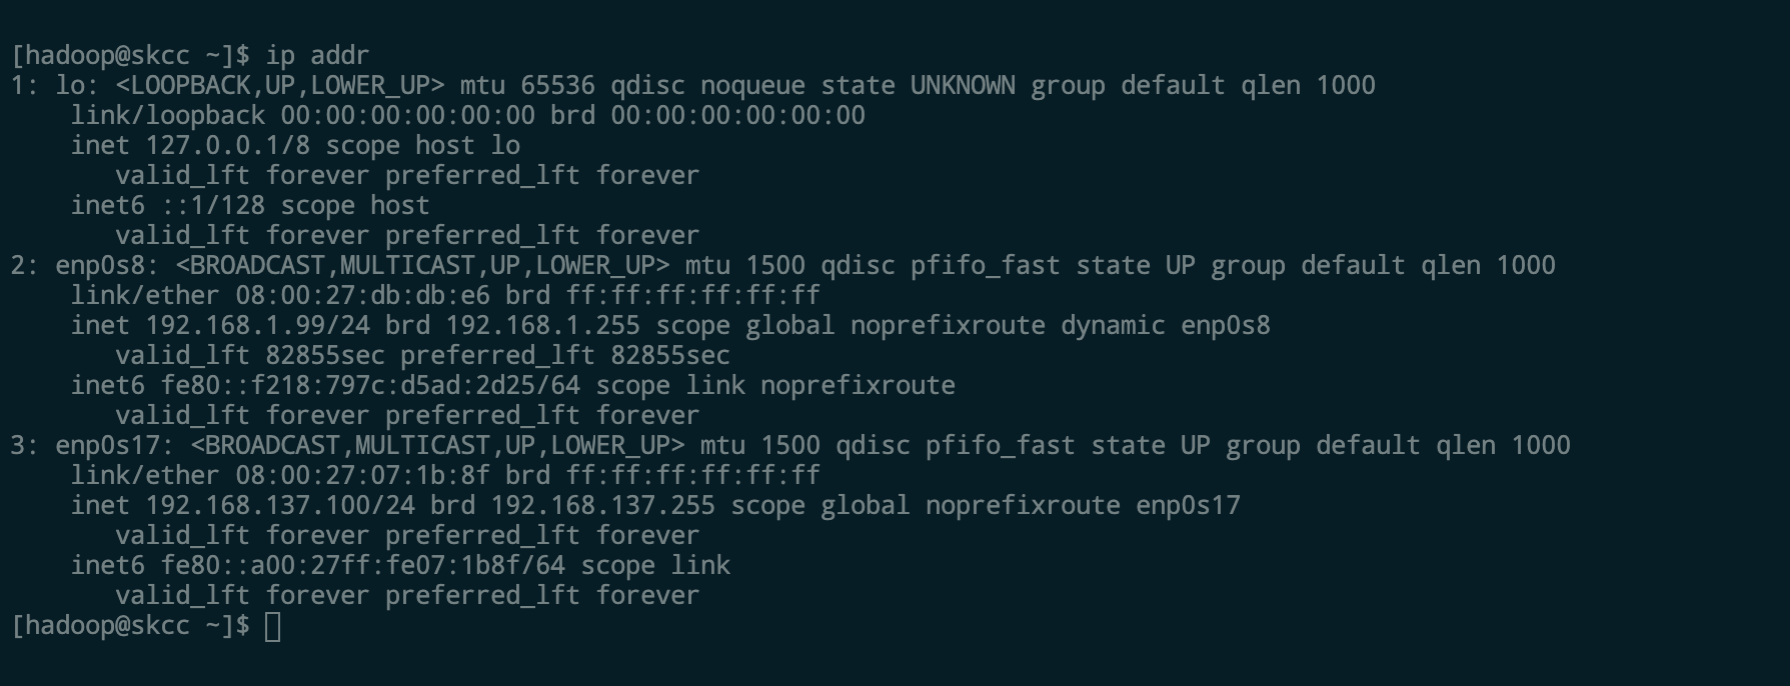 [hadoop@skcc ~]$ ip addr
1: lo: <LOOPBACK,UP,LOWER_UP> mtu 65536 qdisc noqueue state UNKNOWN group default qlen 1000
    link/loopback 00:00:00:00:00:00 brd 00:00:00:00:00:00
    inet 127.0.0.1/8 scope host lo
       valid_lft forever preferred_lft forever
    inet6 ::1/128 scope host
       valid_lft forever preferred_lft forever
2: enp0s8: <BROADCAST,MULTICAST,UP,LOWER_UP> mtu 1500 qdisc pfifo_fast state UP group default qlen 1000
    link/ether 08:00:27:db:db:e6 brd ff:ff:ff:ff:ff:ff
    inet 192.168.1.99/24 brd 192.168.1.255 scope global noprefixroute dynamic enp0s8
       valid_lft 82855sec preferred_lft 82855sec
    inet6 fe80::f218:797c:d5ad:2d25/64 scope link noprefixroute
       valid_lft forever preferred_lft forever
3: enp0s17: <BROADCAST,MULTICAST,UP,LOWER_UP> mtu 1500 qdisc pfifo_fast state UP group default qlen 1000
    link/ether 08:00:27:07:1b:8f brd ff:ff:ff:ff:ff:ff
    inet 192.168.137.100/24 brd 192.168.137.255 scope global noprefixroute enp0s17
       valid_lft forever preferred_lft forever
    inet6 fe80::a00:27ff:fe07:1b8f/64 scope link
       valid_lft forever preferred_lft forever
[hadoop@skcc ~]$